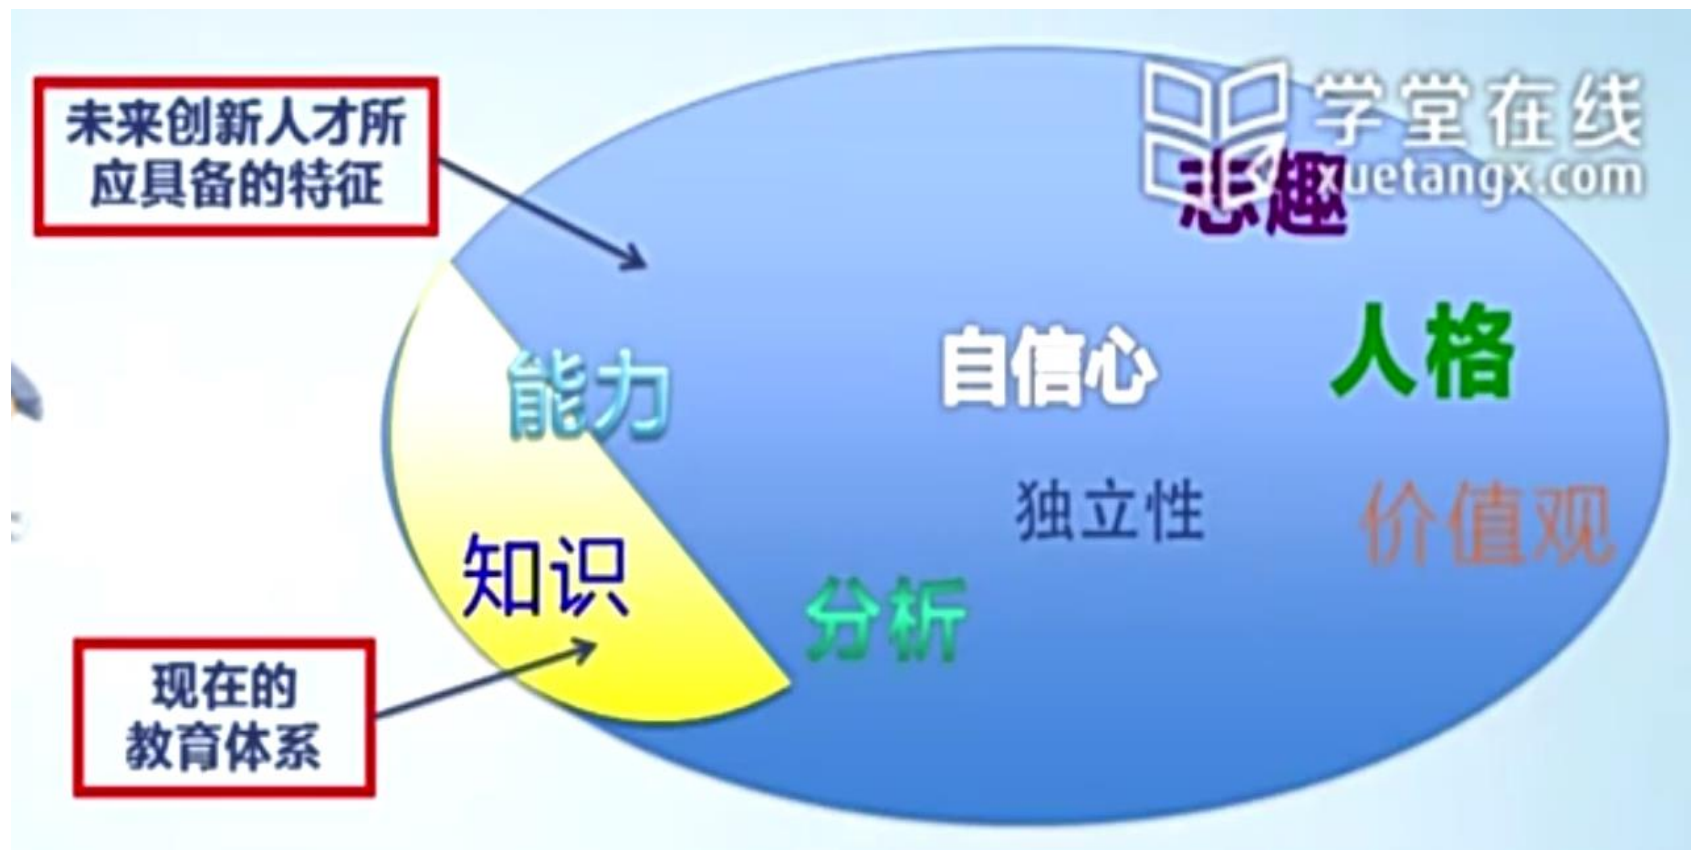 学堂在线
xuetangx.com
未来创新人才所
应具备的特征
志趣
自信心
人格
能力
独立性
价值观
知识
分析
现在的
教育体系